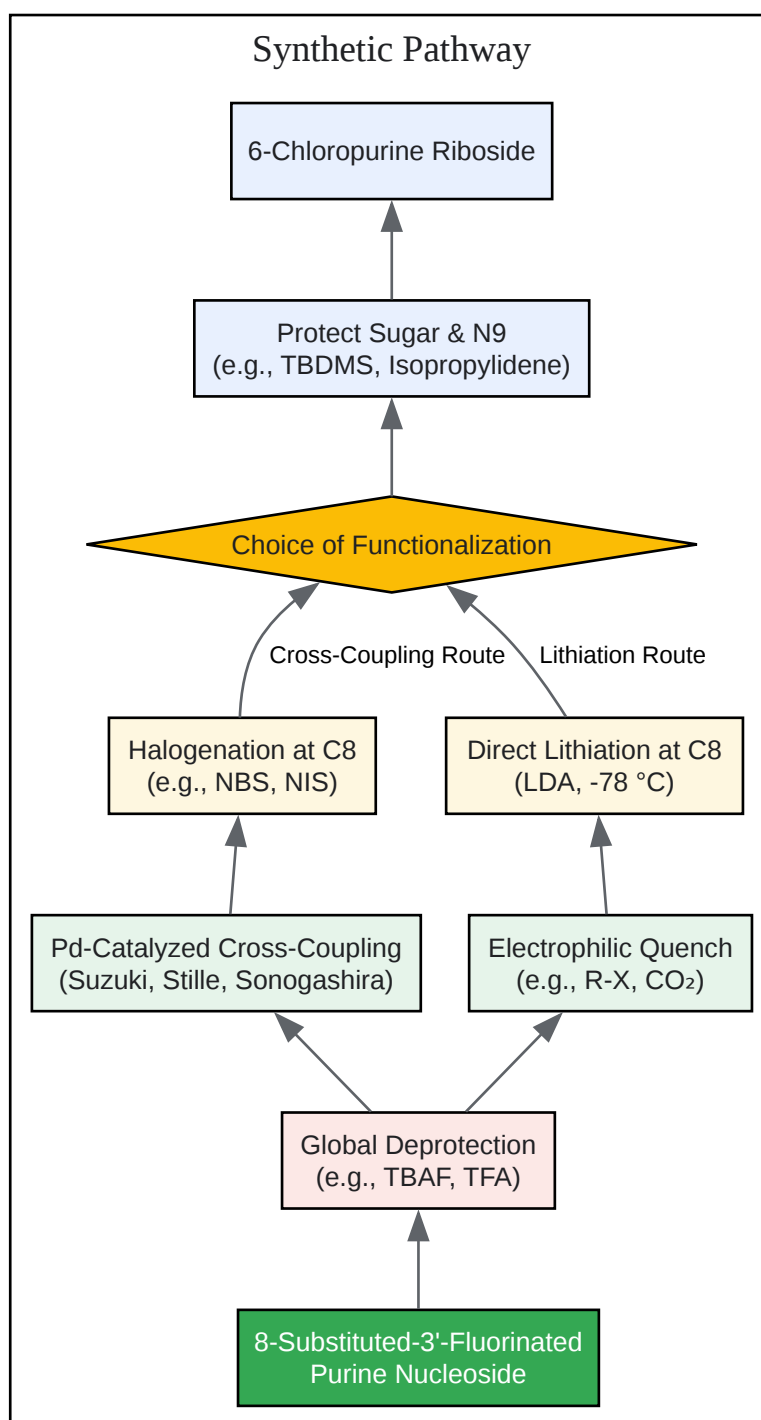 Synthetic Pathway
6-Chloropurine Riboside
Protect Sugar & N9
(e.g., TBDMS, Isopropylidene)
Choice of Functionalization
Cross-Coupling Route
Lithiation Route
Halogenation at C8
(e.g., NBS, NIS)
Direct Lithiation at C8
(LDA, -78 °C)
Pd-Catalyzed Cross-Coupling
(Suzuki, Stille, Sonogashira)
Electrophilic Quench
(e.g., R-X, CO₂)
Global Deprotection
(e.g., TBAF, TFA)
8-Substituted-3'-Fluorinated
Purine Nucleoside